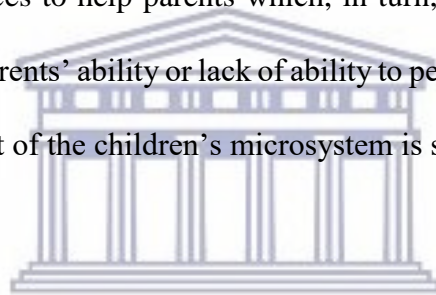 ces to help parents which, in turn,
rents’ ability or lack of ability to pe
t of the children’s microsystem is s